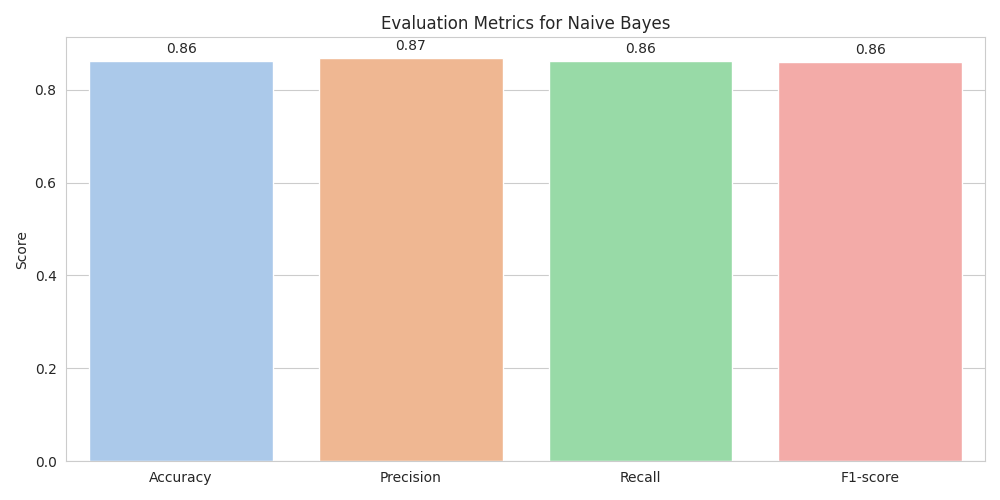 Evaluation Metrics for Naive Bayes
0.86
0.87
0.86
0.86
Score
0.8
0.6
0.4
0.2
0.0
Accuracy
Precision
Recall
F1-score